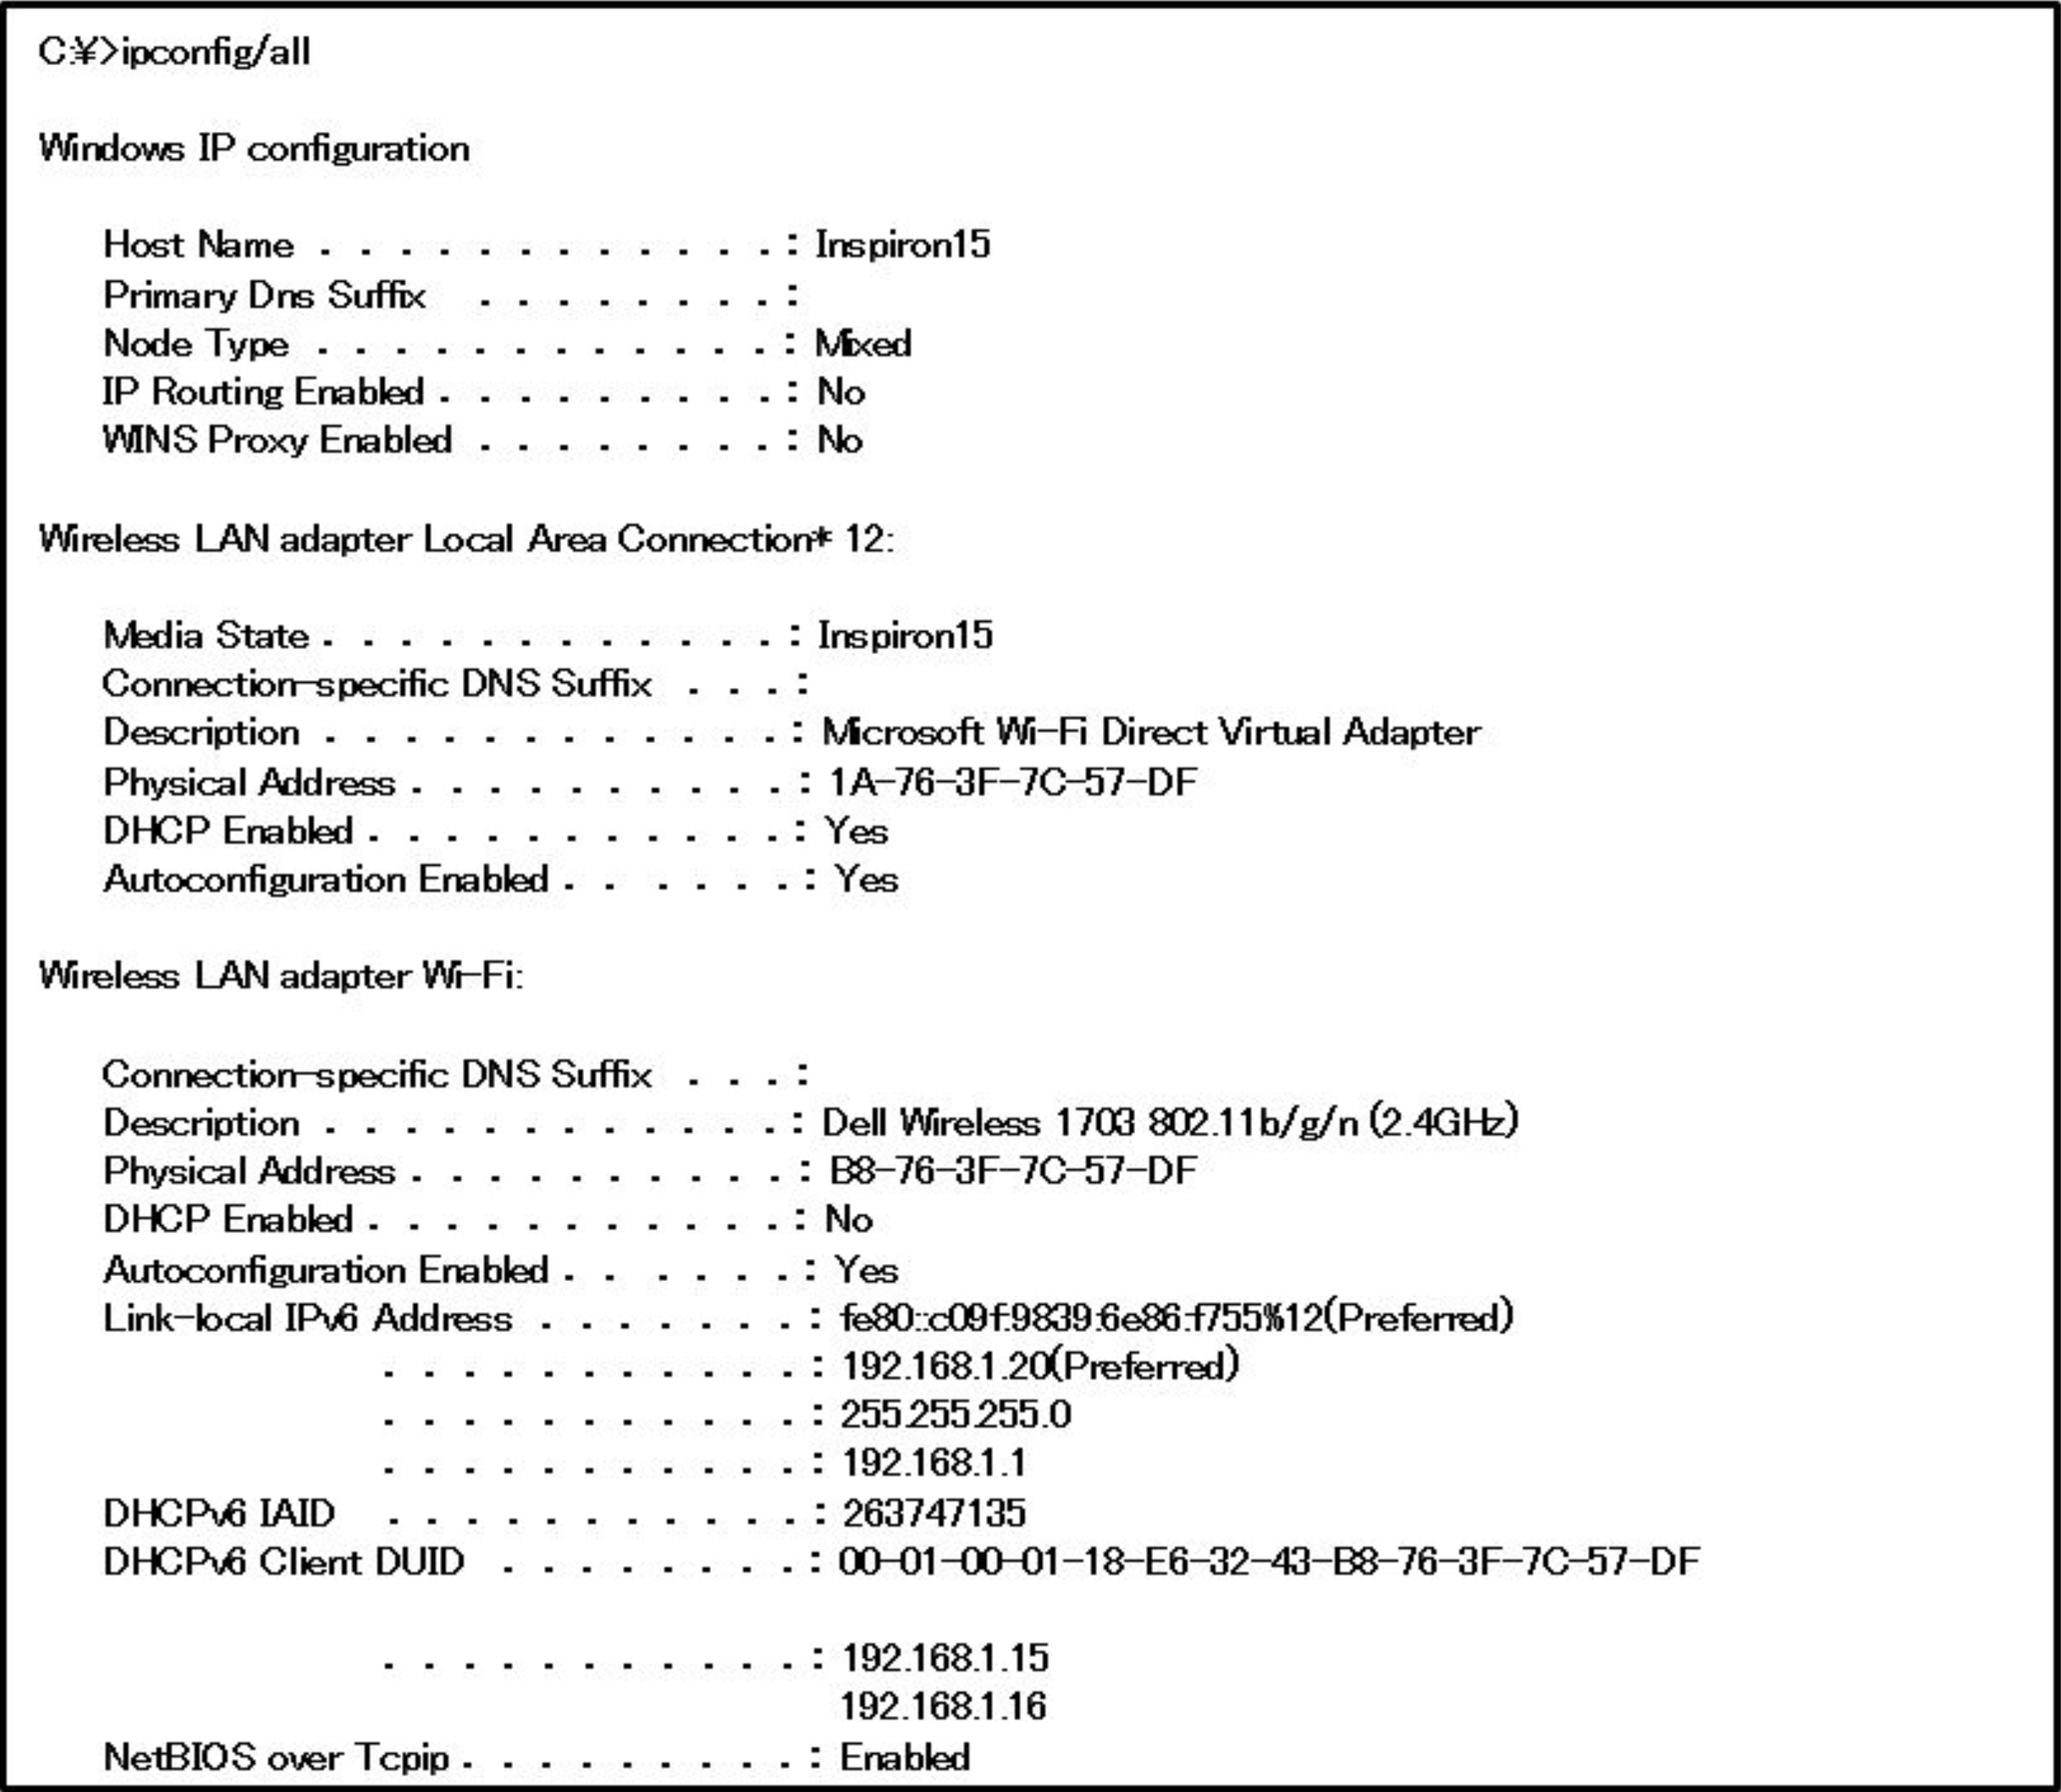 C:¥>ipconfig/all
Windows IP configuration
Host Name . . . . . . . . . . . . : Inspiron15
Primary Dns Suffix . . . . . . . . :
Node Type . . . . . . . . . . . . : Mixed
IP Routing Enabled . . . . . . . . . : No
WINS Proxy Enabled . . . . . . . . : No
Wireless LAN adapter Local Area Connection* 12:
Media State . . . . . . . . . . . . : Inspiron15
Connection-specific DNS Suffix . . . :
Description . . . . . . . . . . . . : Microsoft Wi-Fi Direct Virtual Adapter
Physical Address . . . . . . . . . . : 1A-76-3F-7C-57-DF
DHCP Enabled . . . . . . . . . . . : Yes
Autoconfiguration Enabled . . . . . . : Yes
Wireless LAN adapter Wi-Fi:
Connection-specific DNS Suffix . . . :
Description . . . . . . . . . . . . : Dell Wireless 1703 802.11b/g/n (2.4GHz)
Physical Address . . . . . . . . . . : B8-76-3F-7C-57-DF
DHCP Enabled . . . . . . . . . . . : No
Autoconfiguration Enabled . . . . . . : Yes
Link-local IPv6 Address . . . . . . . : fe80::c09f:9839:6e86:f755%12(Preferred)
. . . . . . . . . . . : 192.168.1.20(Preferred)
. . . . . . . . . . . : 255.255.255.0
. . . . . . . . . . . : 192.168.1.1
DHCPv6 IAID . . . . . . . . . . . : 263747135
DHCPv6 Client DUID . . . . . . . . : 00-01-00-01-18-E6-32-43-B8-76-3F-7C-57-DF
. . . . . . . . . . . : 192.168.1.15
192.168.1.16
NetBIOS over Tcpip . . . . . . . . . : Enabled